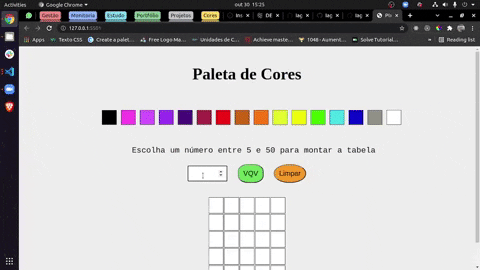 Activities
Google Chrome
out 30 15:25
Gestão
Monitoria
Estudo
Portfólio
Projetos
Cores
127.0.0.1:5501
Apps
Texto CSS
Create a pag
Free Logo Ma
Unidades de C
Achieve master
1048 - Aument
Solve Tutorial
Reading list
Paleta de Cores
Escolha um número entre 5 e 50 para montar a tabela
VQV
Limpar